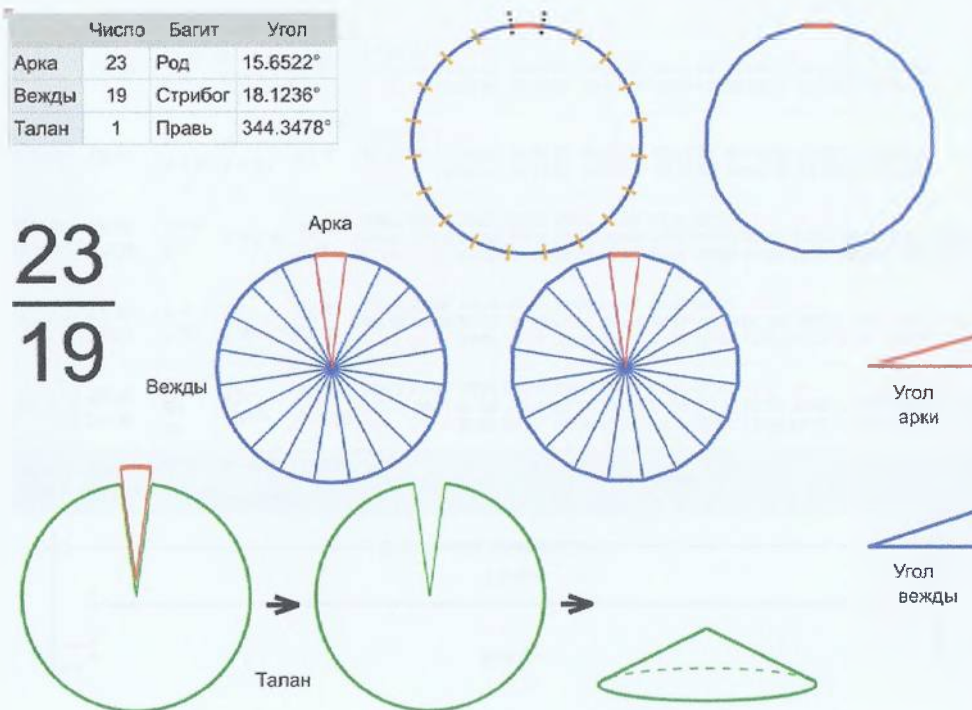 Число Багит Угол
Арка 23 Род 15.6522°
Вежды 19 Стрибог 18.1236°
Талан 1 Правь 344.3478°
23
19
Арка
Вежды
Угол
арки
Угол
вежды
Талан